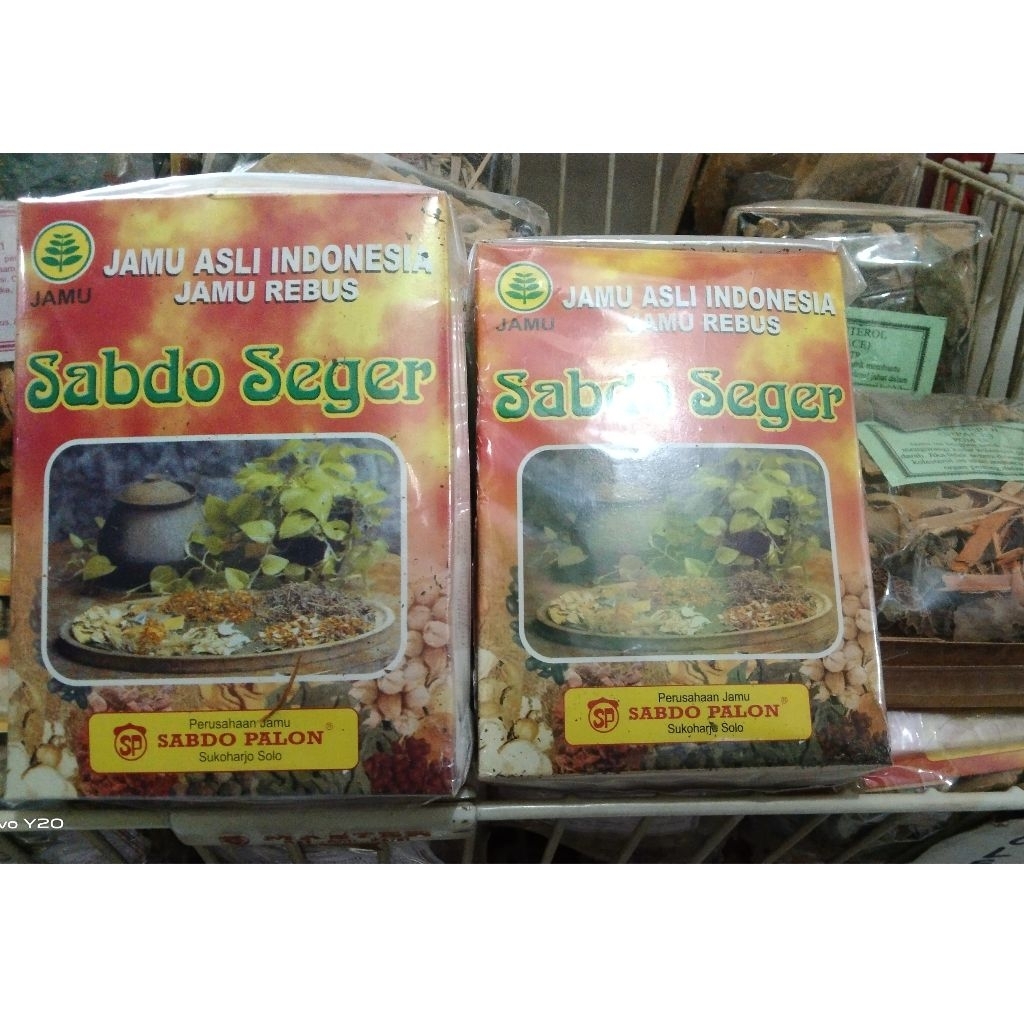 JAMU
JAMU ASLI INDONESIA
JAMU REBUS
Sabdo Seger
Perusahaan Jamu
SP SABDO PALON®
Sukoharjo Solo
JAMU
JAMU ASLI INDONESIA
JAMU REBUS
Sabdo Seger
Perusahaan Jamu
SP SABDO PALON®
Sukoharjo Solo
MASTER
vo Y20